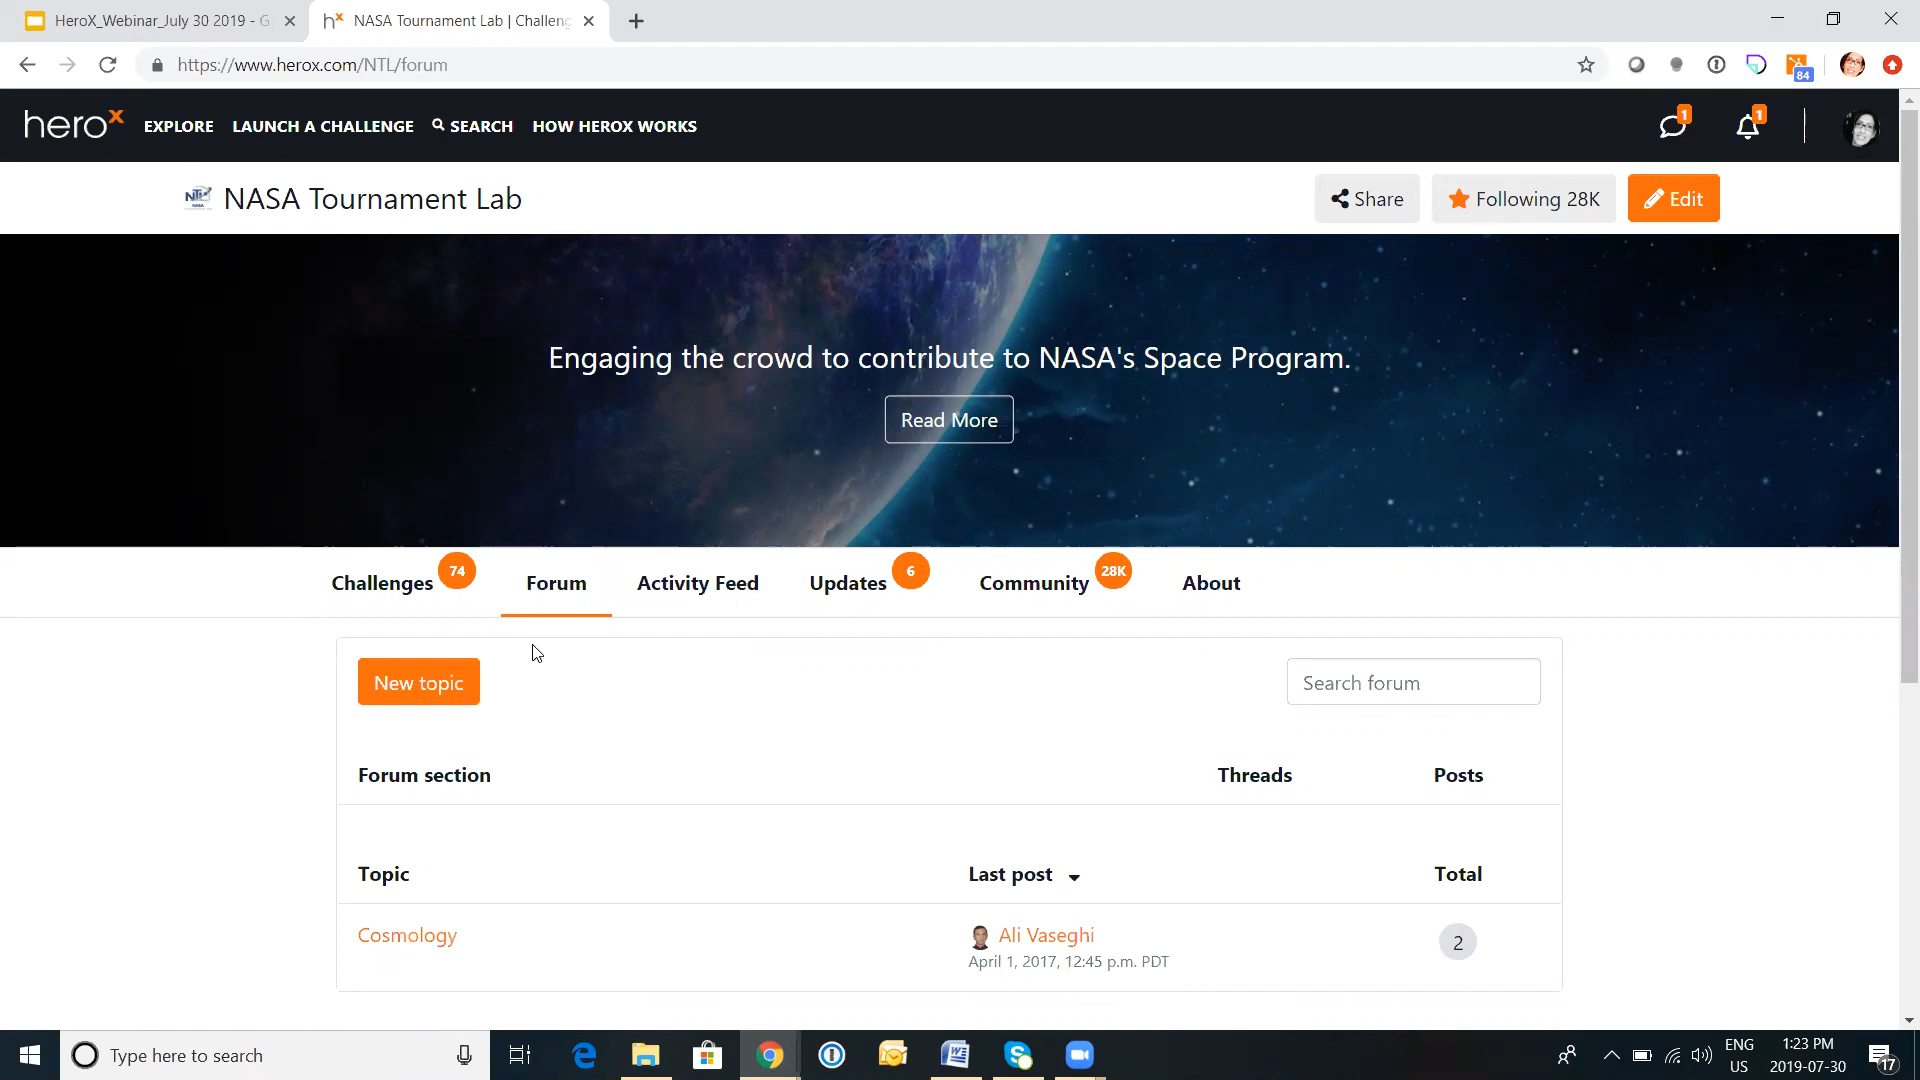 HeroX_Webinar_July 30 2019 - G
NASA Tournament Lab | Challeng
https://www.herox.com/NTL/forum
84
herox
EXPLORE
LAUNCH A CHALLENGE
SEARCH
HOW HEROX WORKS
1
1
NASA Tournament Lab
Share
Following 28K
Edit
Engaging the crowd to contribute to NASA's Space Program.
Read More
Challenges 74
Forum
Activity Feed
Updates 6
Community 28K
About
New topic
Search forum
Forum section
Threads
Posts
Topic
Last post
Total
Cosmology
Ali Vaseghi
2
April 1, 2017, 12:45 p.m. PDT
Type here to search
ENG
US
1:23 PM
2019-07-30
17